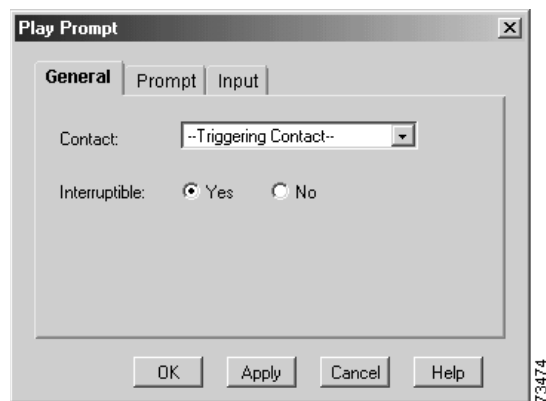 Play Prompt
General Prompt Input
Contact: --Triggering Contact--
Interruptible: Yes No
OK Apply Cancel Help
73474